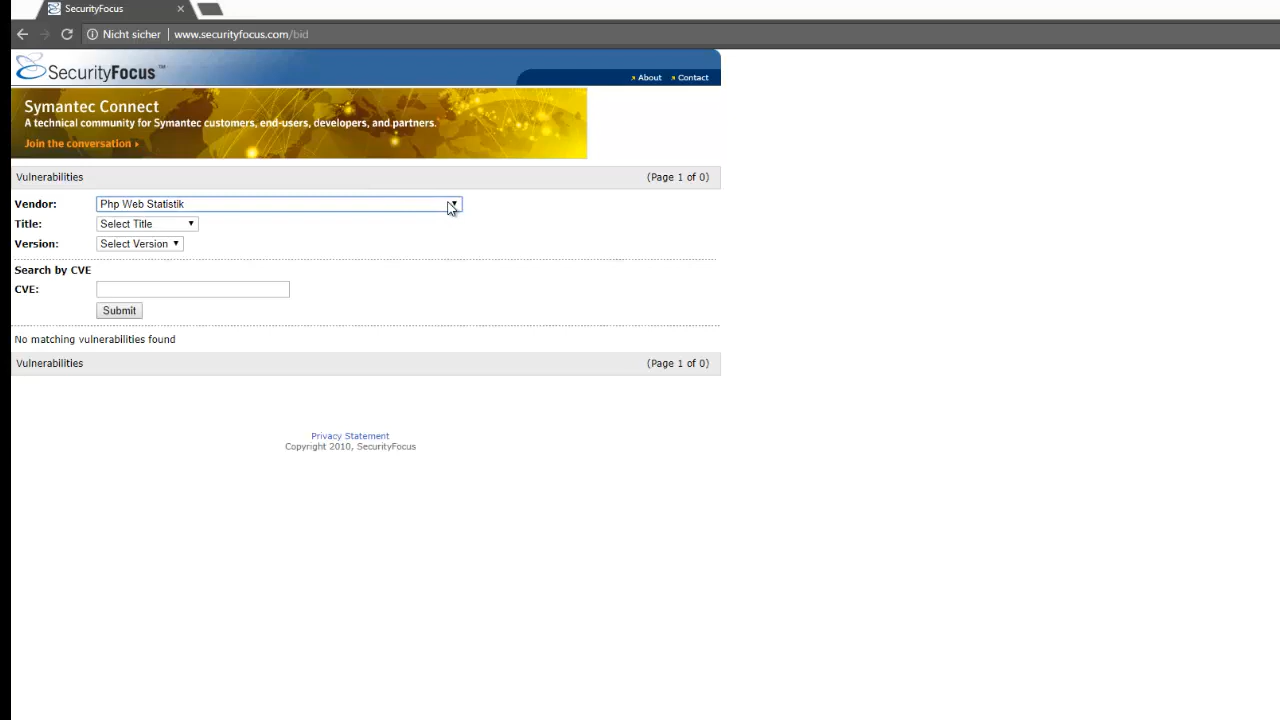 SecurityFocus
Nicht sicher | www.securityfocus.com/bid
SecurityFocus™
About Contact
Symantec Connect
A technical community for Symantec customers, end-users, developers, and partners.
Join the conversation
Vulnerabilities (Page 1 of 0)
Vendor: Php Web Statistik
Title: Select Title
Version: Select Version
Search by CVE
CVE:
Submit
No matching vulnerabilities found
Vulnerabilities (Page 1 of 0)
Privacy Statement
Copyright 2010, SecurityFocus